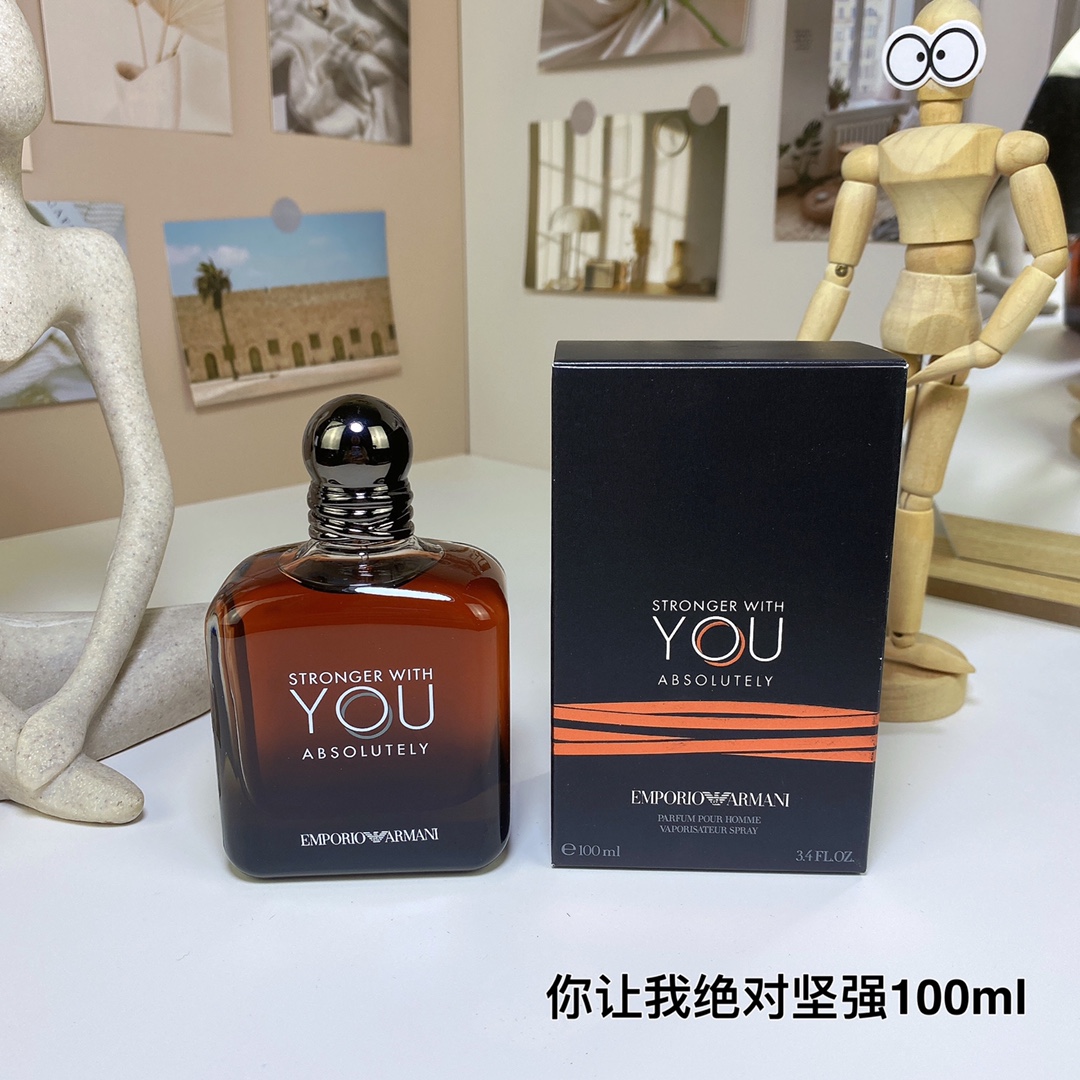 STRONGER WITH
YOU
ABSOLUTELY
EMPORIO ARMANI
STRONGER WITH
YOU
ABSOLUTELY
EMPORIO ARMANI
PARFUM POUR HOMME
VAPORISATEUR SPRAY
℮100 ml 3.4 FL.OZ.
你让我绝对坚强100ml